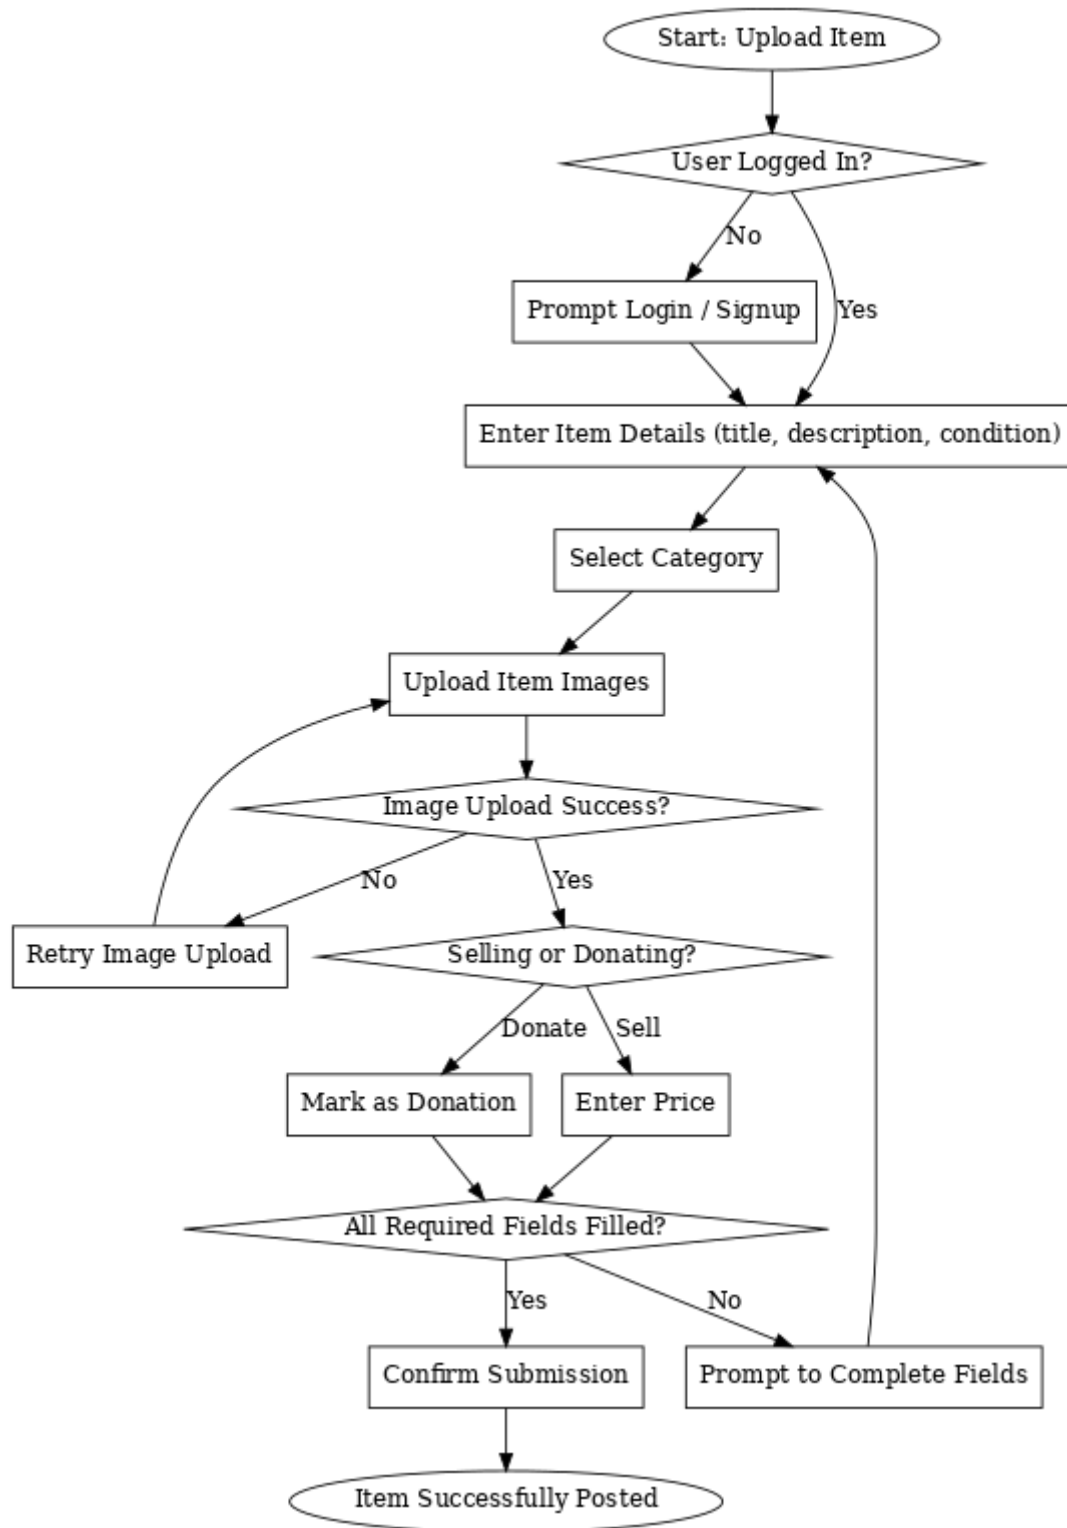 Start: Upload Item
User Logged In?
No
Prompt Login / Signup
Yes
Enter Item Details (title, description, condition)
Select Category
Upload Item Images
Image Upload Success?
No
Yes
Retry Image Upload
Selling or Donating?
Donate
Sell
Mark as Donation
Enter Price
All Required Fields Filled?
Yes
No
Confirm Submission
Prompt to Complete Fields
Item Successfully Posted